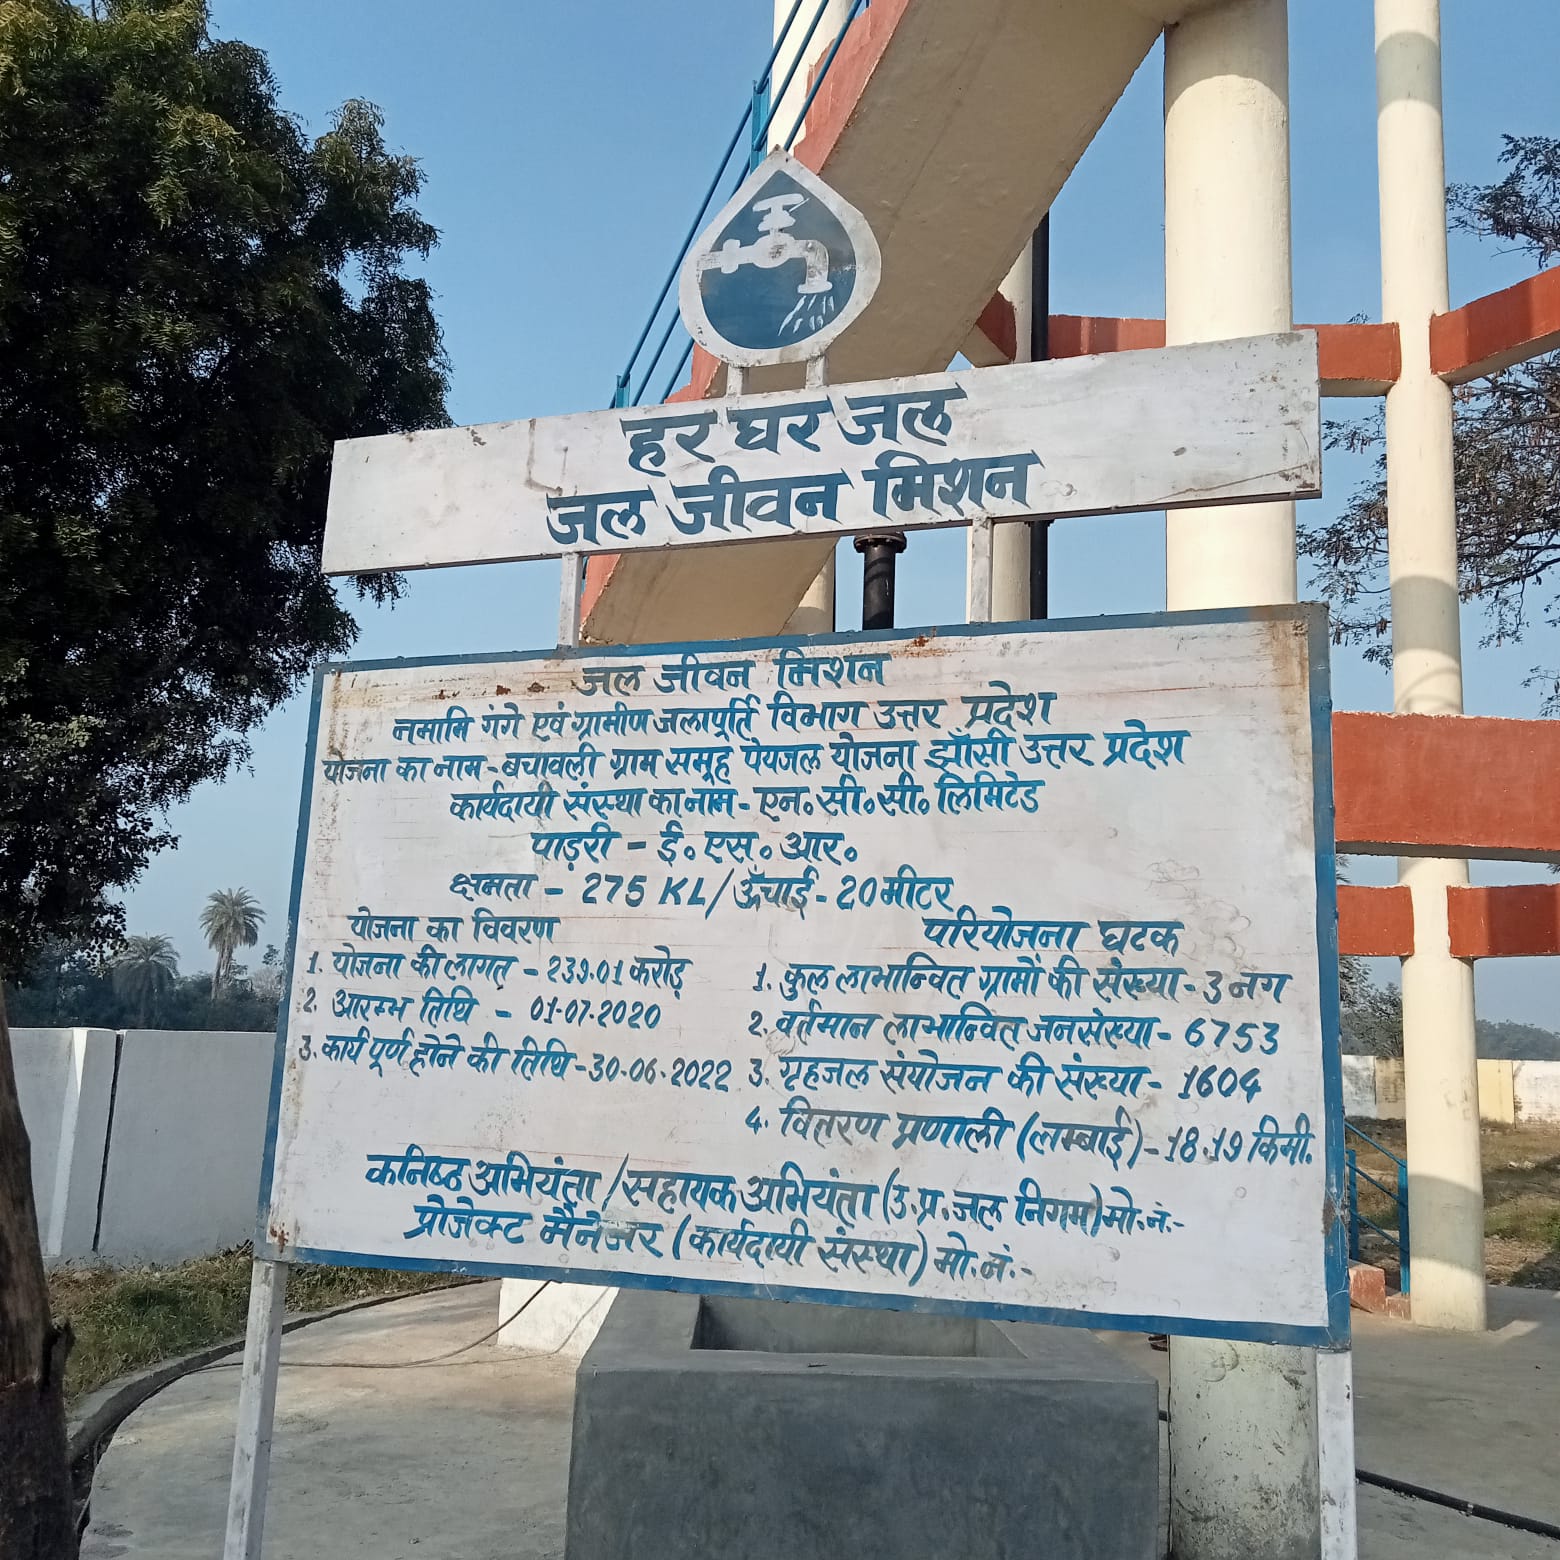 हर घर जल
जल जीवन मिशन
जल जीवन मिशन
नमामि गंगे एवं ग्रामीण जलापूर्ति विभाग उत्तर प्रदेश
योजना का नाम - बचावली ग्राम समूह पेयजल योजना झाँसी उत्तर प्रदेश
कार्यदायी संस्था का नाम - एन० सी० सी० लिमिटेड
पाड़री - ई० एस० आर०
क्षमता - 275 KL/ऊँचाई - 20 मीटर
योजना का विवरण
1. योजना की लागत - 239.01 करोड़
2. आरम्भ तिथि - 01-07-2020
3. कार्य पूर्ण होने की तिथि - 30-06-2022
परियोजना घटक
1. कुल लाभान्वित ग्रामों की संख्या - 3 नग
2. वर्तमान लाभान्वित जनसंख्या - 6753
3. गृहजल संयोजन की संख्या - 1604
4. वितरण प्रणाली (लम्बाई) - 18.19 किमी.
कनिष्ठ अभियंता/सहायक अभियंता (उ.प्र. जल निगम) मो.नं.-
प्रोजेक्ट मैनेजर (कार्यदायी संस्था) मो.नं.-